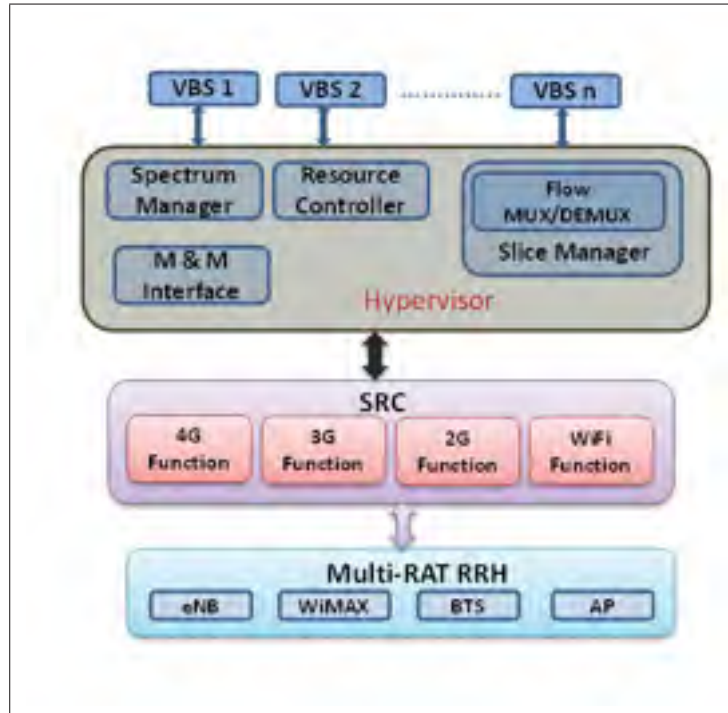 VBS 1
VBS 2
VBS n
Spectrum
Manager
Resource
Controller
Flow
MUX/DEMUX
Slice Manager
M & M
Interface
Hypervisor
SRC
4G
Function
3G
Function
2G
Function
WiFi
Function
Multi-RAT RRH
eNB
WiMAX
BTS
AP